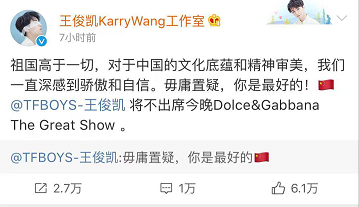 王俊凯KarryWang工作室
7小时前
祖国高于一切，对于中国的文化底蕴和精神审美，我们
一直深感到骄傲和自信。毋庸置疑，你是最好的！🇨🇳
@TFBOYS-王俊凯 将不出席今晚Dolce&Gabbana
The Great Show 。
@TFBOYS-王俊凯:毋庸置疑，你是最好的🇨🇳
2.7万 1万 6.1万